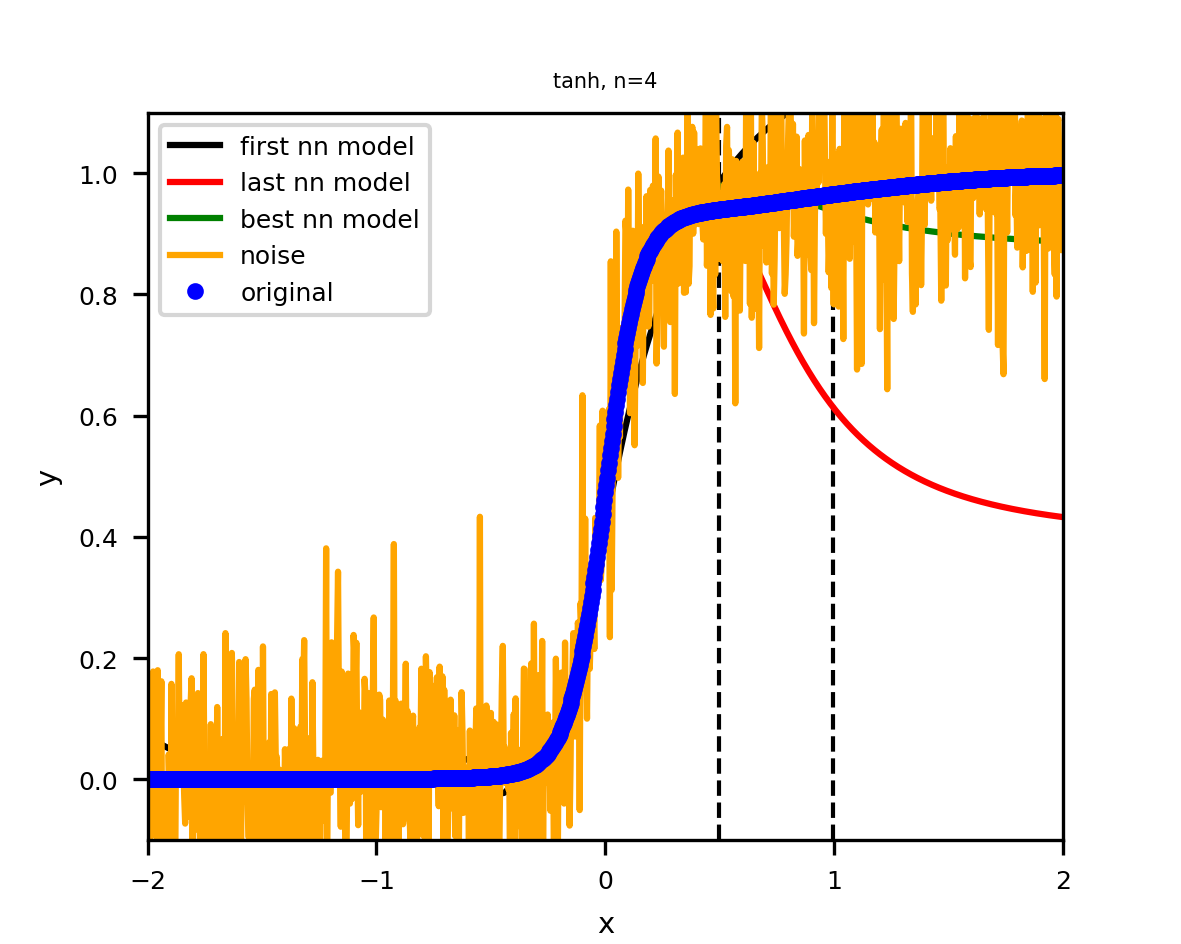 tanh, n=4
first nn model
last nn model
best nn model
noise
original
y
1.0
0.8
0.6
0.4
0.2
0.0
−2 −1 0 1 2
x